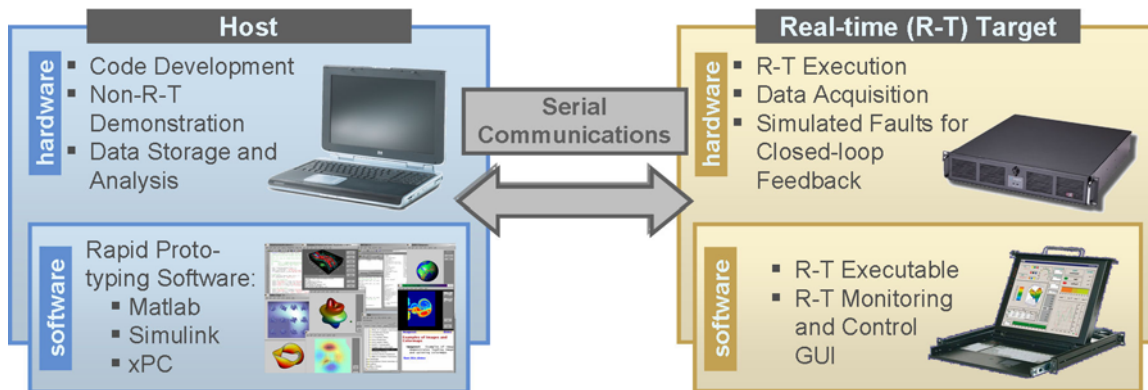 Host
hardware
▪ Code Development
▪ Non-R-T
Demonstration
▪ Data Storage and
Analysis
software
Rapid Proto-
typing Software:
▪ Matlab
▪ Simulink
▪ xPC
Serial
Communications
Real-time (R-T) Target
hardware
▪ R-T Execution
▪ Data Acquisition
▪ Simulated Faults for
Closed-loop
Feedback
software
▪ R-T Executable
▪ R-T Monitoring
and Control
GUI